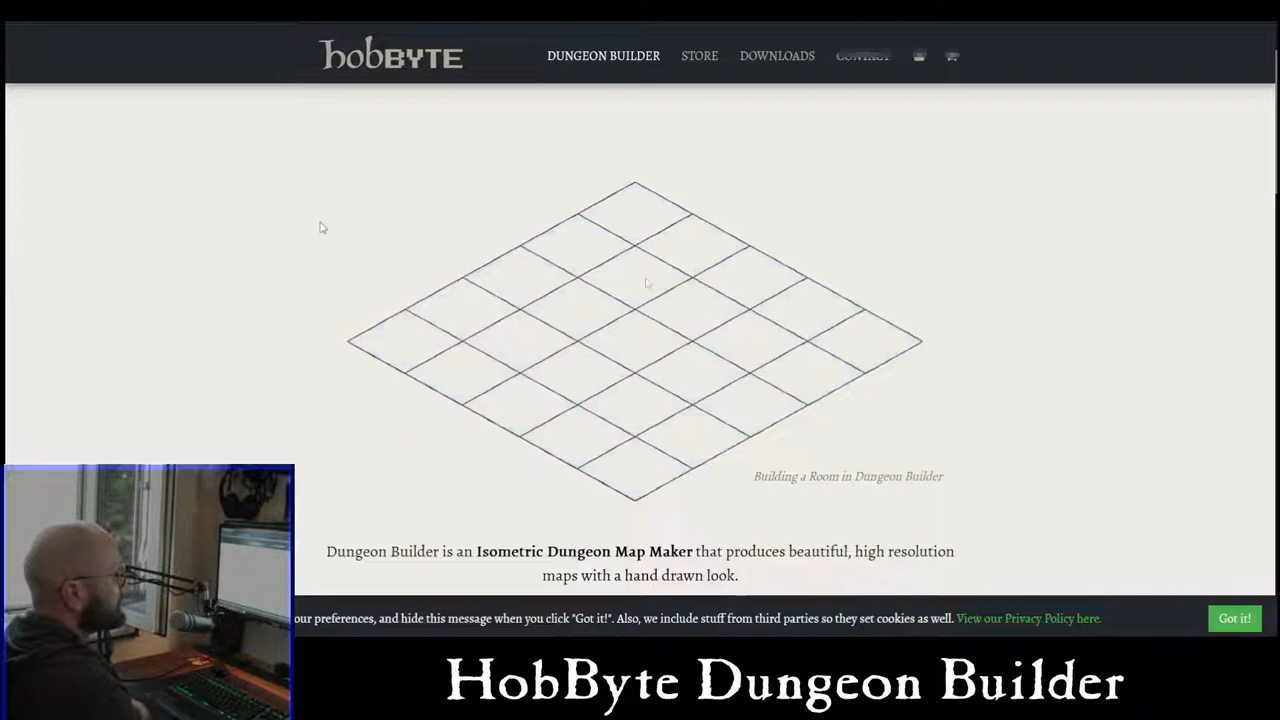 hobBYTE
DUNGEON BUILDER STORE DOWNLOADS CONTACT
Building a Room in Dungeon Builder
Dungeon Builder is an Isometric Dungeon Map Maker that produces beautiful, high resolution
maps with a hand drawn look.
our preferences, and hide this message when you click "Got it!". Also, we include stuff from third parties so they set cookies as well. View our Privacy Policy here.
Got it!
HobByte Dungeon Builder